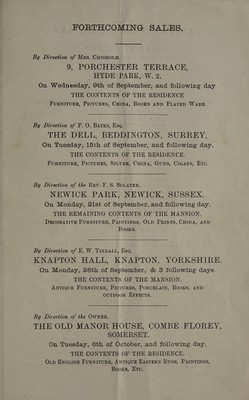 FORTHCOMING SALES.
By Direction of MRS. CHISHOLM.
9, PORCHESTER TERRACE,
HYDE PARK, W. 2.
On Wednesday, 9th of September, and following day
THE CONTENTS OF THE RESIDENCE
FURNITURE, PICTURES, CHINA, BOOKS AND PLATED WARE.
By Direction of F. O. BATES, ESQ.
THE DELL, BEDDINGTON, SURREY,
On Tuesday, 15th of September, and following day.
THE CONTENTS OF THE RESIDENCE.
FURNITURE, PICTURES, SILVER, CHINA, GUNS, CIGARS, ETC.
By Direction of the REV. F. S. SCLATER.
NEWICK PARK, NEWICK, SUSSEX.
On Monday, 21st of September, and following day.
THE REMAINING CONTENTS OF THE MANSION.
DECORATIVE FURNITURE, PAINTINGS, OLD PRINTS, CHINA, AND
BOOKS.
By Direction of E. W. TINDALL, ESQ.
KNAPTON HALL, KNAPTON, YORKSHIRE.
On Monday, 28th of September, & 3 following days.
THE CONTENTS OF THE MANSION.
ANTIQUE FURNITURE, PICTURES, PORCELAIN, BOOKS, AND
OUTDOOR EFFECTS.
By Direction of the OWNER.
THE OLD MANOR HOUSE, COMBE FLOREY,
SOMERSET.
On Tuesday, 6th of October, and following day.
THE CONTENTS OF THE RESIDENCE.
OLD ENGLISH FURNITURE, ANTIQUE EASTERN RUGS, PAINTINGS,
BOOKS, ETC.